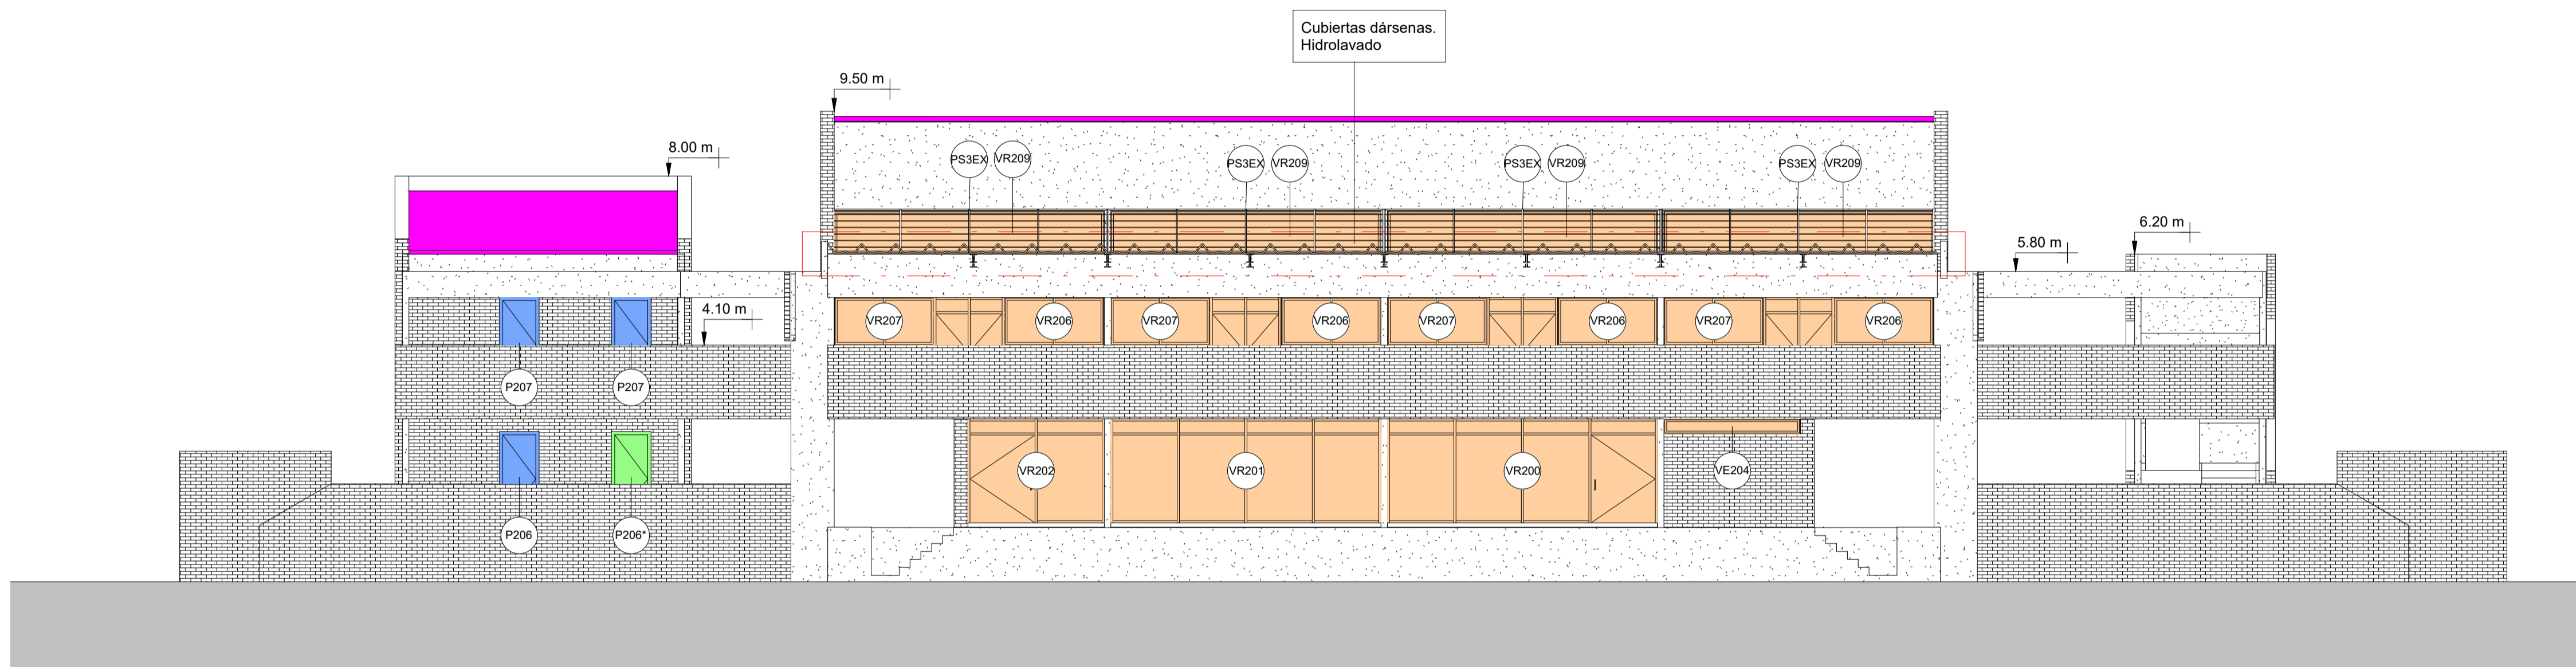 Cubiertas dársenas.
Hidrolavado
9.50 m
8.00 m
PS3EX VR209 PS3EX VR209 PS3EX VR209 PS3EX VR209
6.20 m
5.80 m
4.10 m
VR207 VR206 VR207 VR206 VR207 VR206 VR207 VR206
P207 P207
VR202 VR201 VR200 VE204
P206 P206*